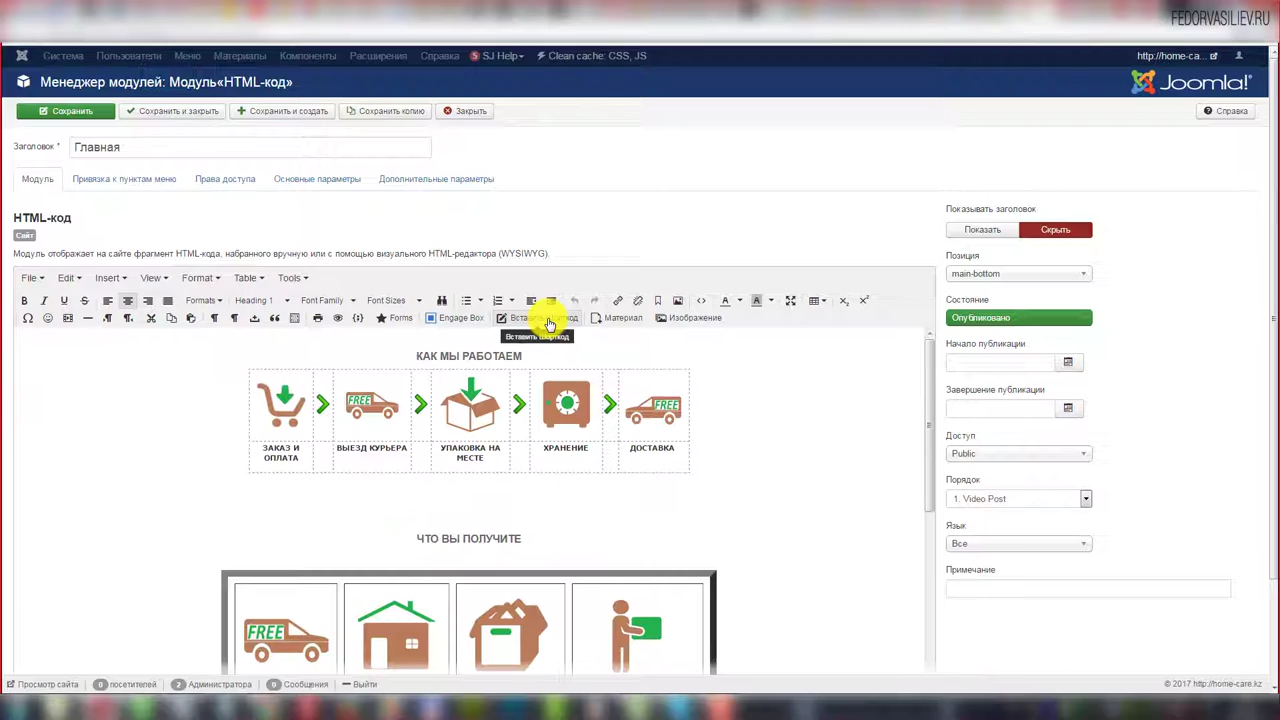 FEDORVASILIEV.RU
Система Пользователи Меню Материалы Компоненты Расширения Справка SJ Help Clean cache: CSS, JS http://home-ca...
Менеджер модулей: Модуль«HTML-код» Joomla!
Сохранить Сохранить и закрыть Сохранить и создать Сохранить копию Закрыть Справка
Заголовок * Главная
Модуль Привязка к пунктам меню Права доступа Основные параметры Дополнительные параметры
HTML-код
Сайт
Модуль отображает на сайте фрагмент HTML-кода, набранного вручную или с помощью визуального HTML-редактора (WYSIWYG).
File Edit Insert View Format Table Tools
Formats Heading 1 Font Family Font Sizes
Forms Engage Box Вставить Шорткод Материал Изображение
Вставить Шорткод
КАК МЫ РАБОТАЕМ
FREE
FREE
ЗАКАЗ И
ОПЛАТА
ВЫЕЗД КУРЬЕРА
УПАКОВКА НА
МЕСТЕ
ХРАНЕНИЕ
ДОСТАВКА
ЧТО ВЫ ПОЛУЧИТЕ
FREE
Показывать заголовок
Показать Скрыть
Позиция
main-bottom
Состояние
Опубликовано
Начало публикации
Завершение публикации
Доступ
Public
Порядок
1. Video Post
Язык
Все
Примечание
Просмотр сайта 0 посетителей 2 Администратора 0 Сообщения Выйти © 2017 http://home-care.kz